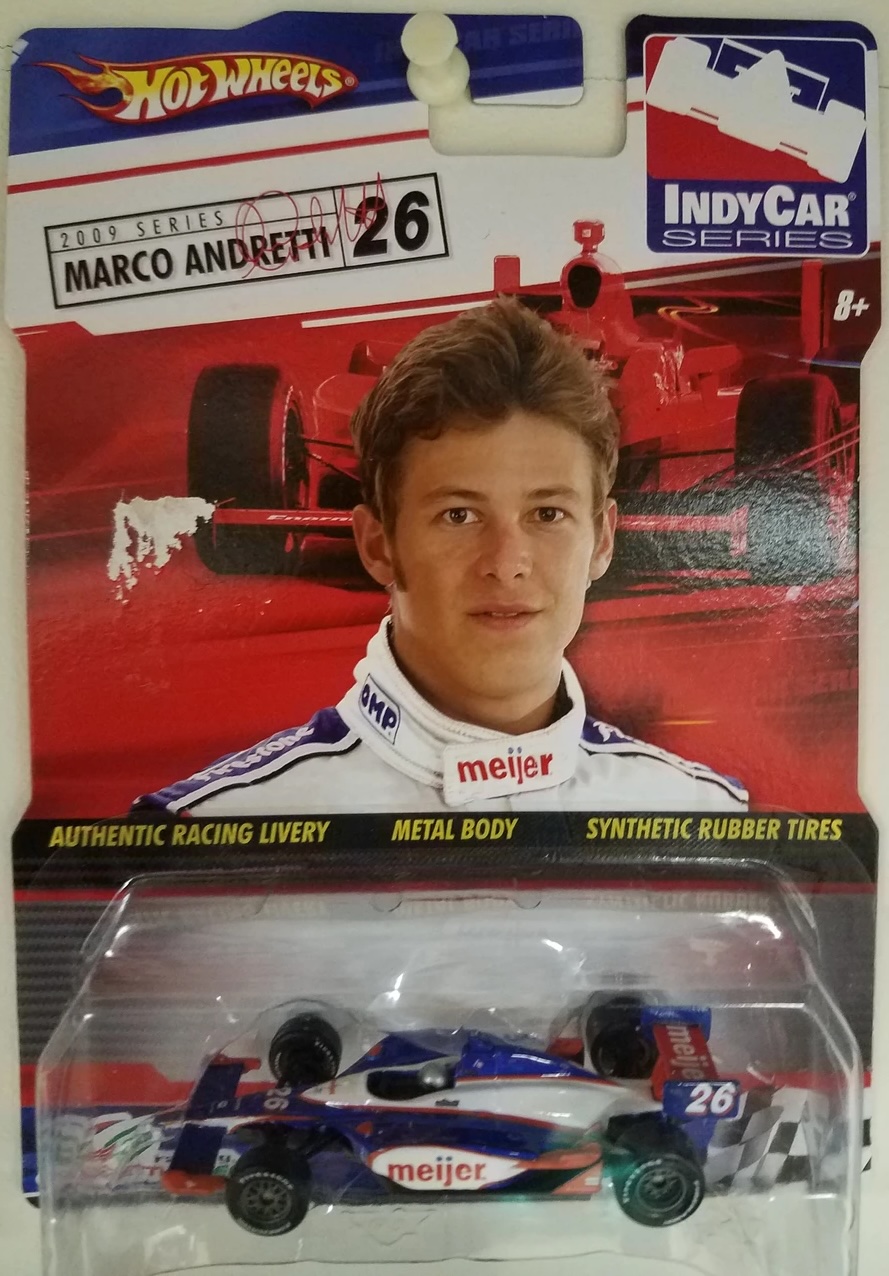 HOT WHEELS®
INDYCAR®
SERIES
2009 SERIES
MARCO ANDRETTI
26
8+
OMP
Firestone
meijer
AUTHENTIC RACING LIVERY METAL BODY SYNTHETIC RUBBER TIRES
meijer
26
26
meijer